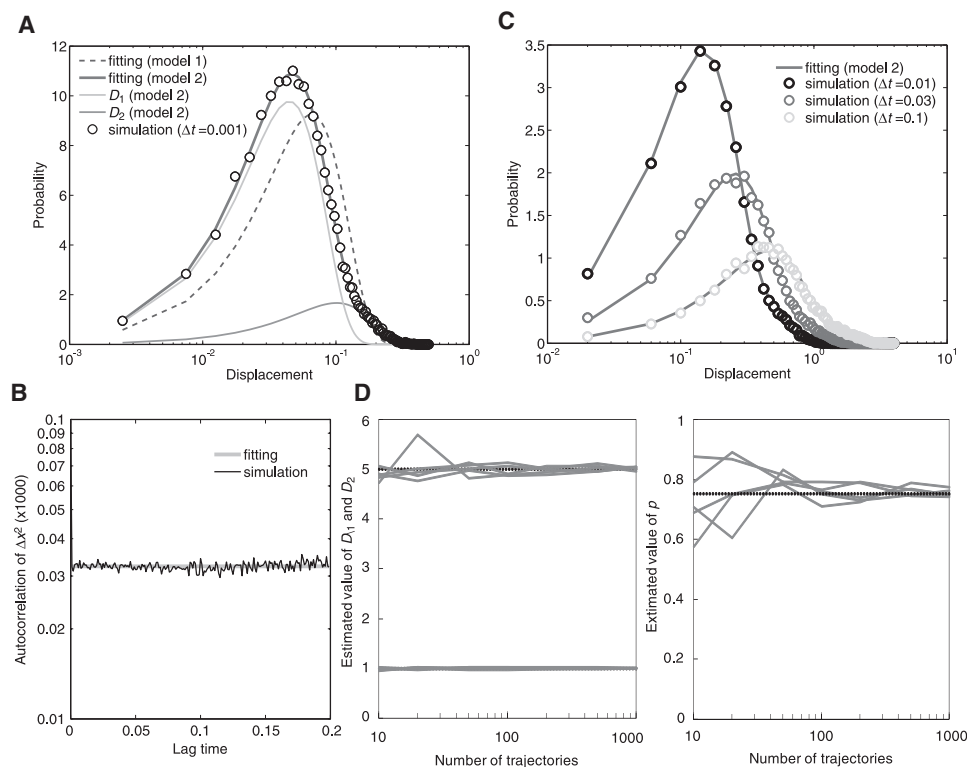 A
12
10
8
6
4
2
0
Probability
10⁻³
10⁻²
10⁻¹
10⁰
Displacement
fitting (model 1)
fitting (model 2)
D₁ (model 2)
D₂ (model 2)
simulation (Δt=0.001)
C
3.5
3
2.5
2
1.5
1
0.5
0
Probability
10⁻²
10⁻¹
10⁰
10¹
Displacement
fitting (model 2)
simulation (Δt=0.01)
simulation (Δt=0.03)
simulation (Δt=0.1)
B
0.1
0.09
0.08
0.07
0.06
0.05
0.04
0.03
0.02
0.01
Autocorrelation of Δx² (x1000)
0
0.05
0.1
0.15
0.2
Lag time
fitting
simulation
D
6
5
4
3
2
1
0
Estimated value of D\1 and D₂
10
100
1000
Number of trajectories
1
0.8
0.6
0.4
0.2
0
Extimated value of p
10
100
1000
Number of trajectories